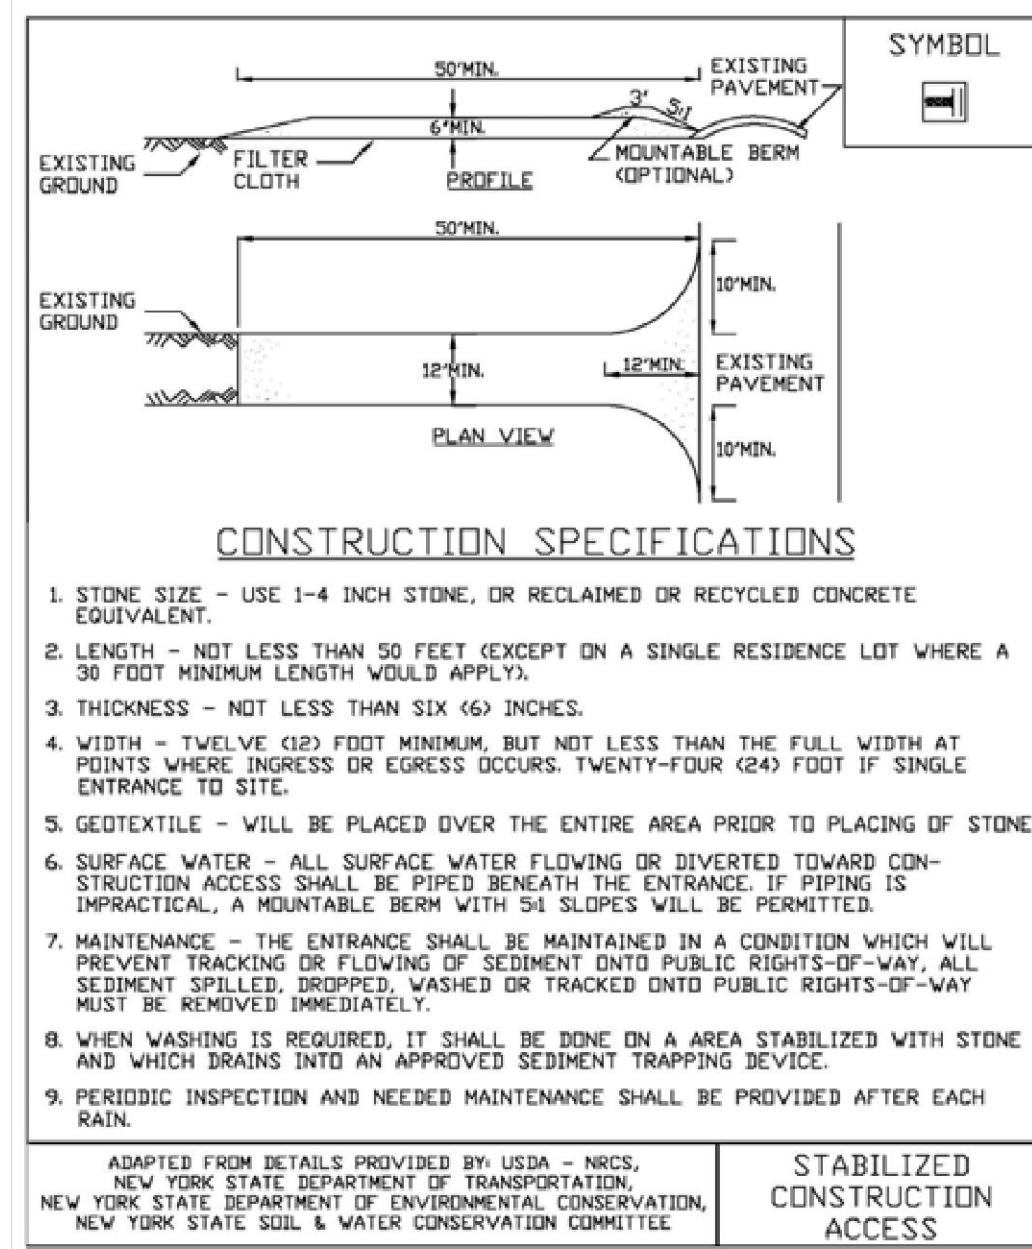 SYMBOL
50'MIN.
EXISTING
PAVEMENT
3'
5:1
6"MIN.
EXISTING
GROUND
FILTER
CLOTH
PROFILE
MOUNTABLE BERM
(OPTIONAL)
50'MIN.
10'MIN.
EXISTING
GROUND
12'MIN.
12'MIN.
EXISTING
PAVEMENT
PLAN VIEW
10'MIN.
CONSTRUCTION SPECIFICATIONS
1. STONE SIZE - USE 1-4 INCH STONE, OR RECLAIMED OR RECYCLED CONCRETE
EQUIVALENT.
2. LENGTH - NOT LESS THAN 50 FEET (EXCEPT ON A SINGLE RESIDENCE LOT WHERE A
30 FOOT MINIMUM LENGTH WOULD APPLY).
3. THICKNESS - NOT LESS THAN SIX (6) INCHES.
4. WIDTH - TWELVE (12) FOOT MINIMUM, BUT NOT LESS THAN THE FULL WIDTH AT
POINTS WHERE INGRESS OR EGRESS OCCURS. TWENTY-FOUR (24) FOOT IF SINGLE
ENTRANCE TO SITE.
5. GEOTEXTILE - WILL BE PLACED OVER THE ENTIRE AREA PRIOR TO PLACING OF STONE
6. SURFACE WATER - ALL SURFACE WATER FLOWING OR DIVERTED TOWARD CON-
STRUCTION ACCESS SHALL BE PIPED BENEATH THE ENTRANCE. IF PIPING IS
IMPRACTICAL, A MOUNTABLE BERM WITH 5:1 SLOPES WILL BE PERMITTED.
7. MAINTENANCE - THE ENTRANCE SHALL BE MAINTAINED IN A CONDITION WHICH WILL
PREVENT TRACKING OR FLOWING OF SEDIMENT ONTO PUBLIC RIGHTS-OF-WAY, ALL
SEDIMENT SPILLED, DROPPED, WASHED OR TRACKED ONTO PUBLIC RIGHTS-OF-WAY
MUST BE REMOVED IMMEDIATELY.
8. WHEN WASHING IS REQUIRED, IT SHALL BE DONE ON A AREA STABILIZED WITH STONE
AND WHICH DRAINS INTO AN APPROVED SEDIMENT TRAPPING DEVICE.
9. PERIODIC INSPECTION AND NEEDED MAINTENANCE SHALL BE PROVIDED AFTER EACH
RAIN.
ADAPTED FROM DETAILS PROVIDED BY: USDA - NRCS,
NEW YORK STATE DEPARTMENT OF TRANSPORTATION,
NEW YORK STATE DEPARTMENT OF ENVIRONMENTAL CONSERVATION,
NEW YORK STATE SOIL & WATER CONSERVATION COMMITTEE
STABILIZED
CONSTRUCTION
ACCESS